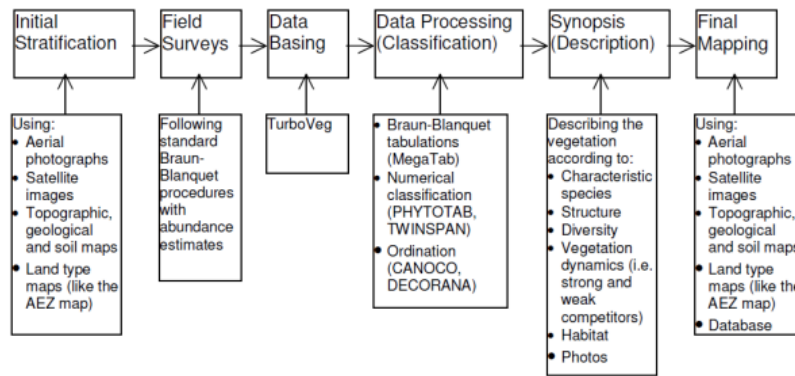 Initial
Stratification
Field
Surveys
Data
Basing
Data Processing
(Classification)
Synopsis
(Description)
Final
Mapping
Using:
• Aerial
photographs
• Satellite
images
• Topographic,
geological
and soil maps
• Land type
maps (like the
AEZ map)
Following
standard
Braun-
Blanquet
procedures
with
abundance
estimates
TurboVeg
• Braun-Blanquet
tabulations
(MegaTab)
• Numerical
classification
(PHYTOTAB,
TWINSPAN)
• Ordination
(CANOCO,
DECORANA)
Describing the
vegetation
according to:
• Characteristic
species
• Structure
• Diversity
• Vegetation
dynamics (i.e.
strong and
weak
competitors)
• Habitat
• Photos
Using:
• Aerial
photographs
• Satellite
images
• Topographic,
geological
and soil maps
• Land type
maps (like the
AEZ map)
• Database